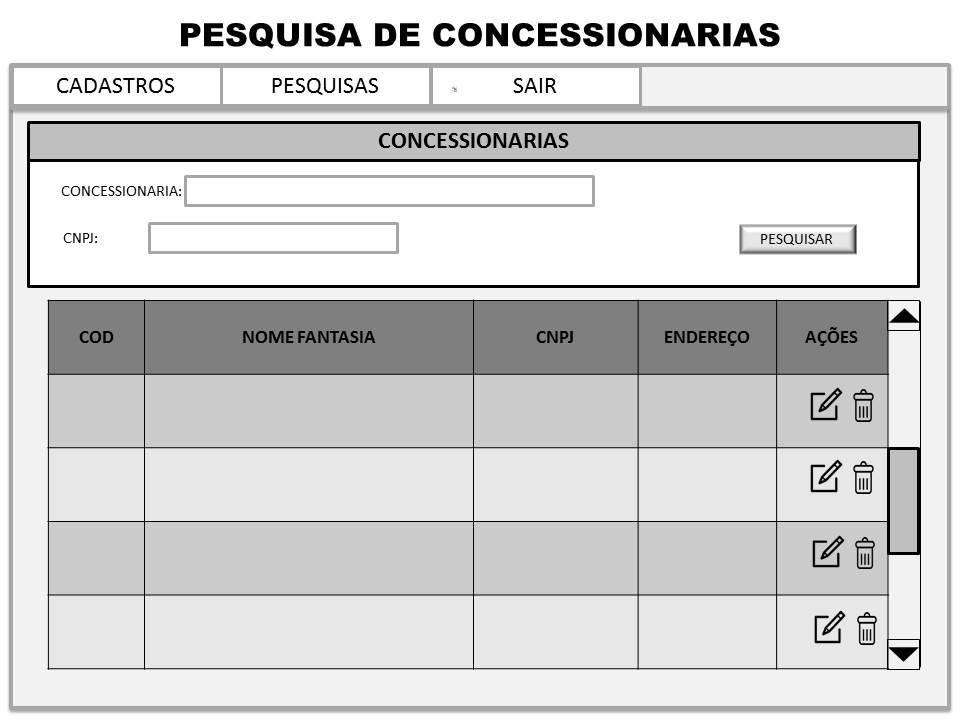 PESQUISA DE CONCESSIONARIAS
CADASTROS PESQUISAS SAIR
CONCESSIONARIAS
CONCESSIONARIA:
CNPJ:
PESQUISAR
COD NOME FANTASIA CNPJ ENDEREÇO AÇÕES